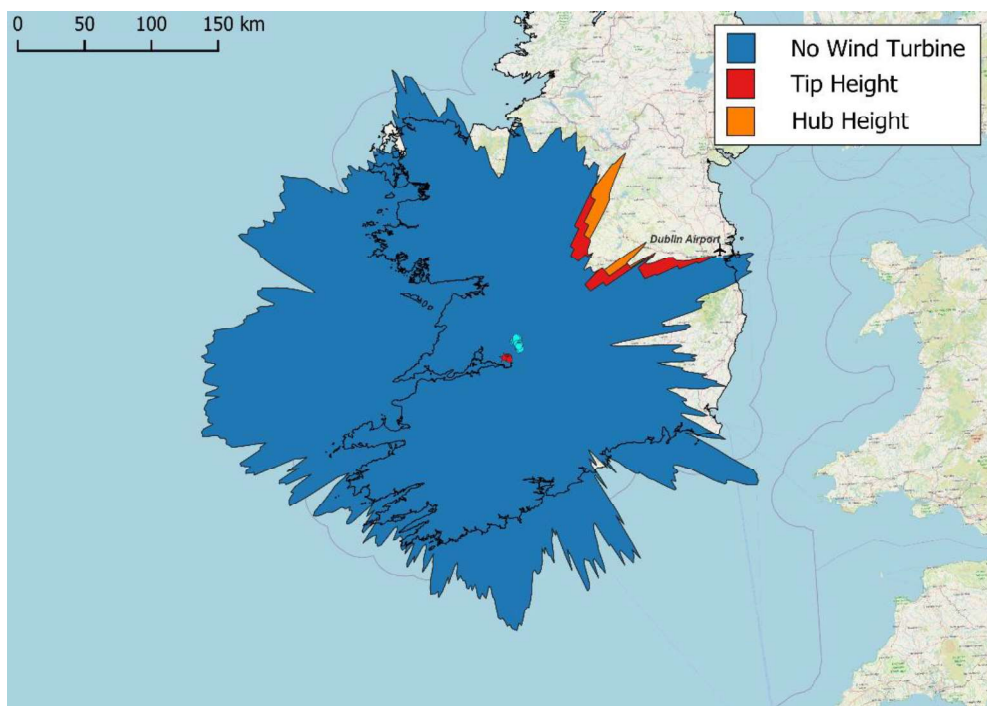 0 50 100 150 km
No Wind Turbine
Tip Height
Hub Height
Dublin Airport